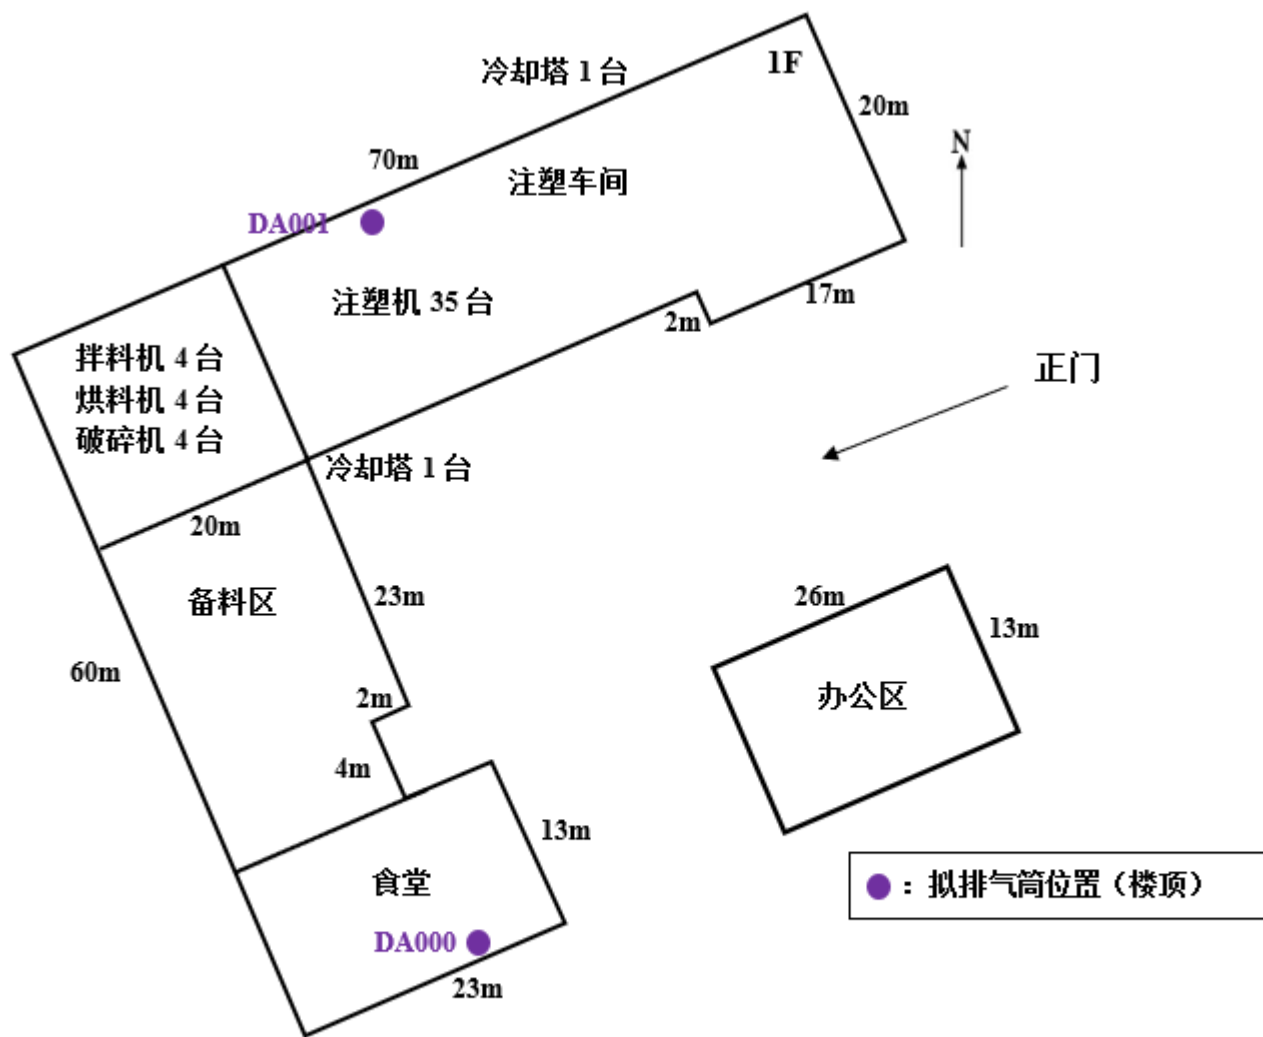 冷却塔 1 台
1F
20m
N
70m
注塑车间
DA001
注塑机 35 台
17m
2m
拌料机 4 台
烘料机 4 台
破碎机 4 台
正门
冷却塔 1 台
20m
备料区
23m
26m
13m
60m
2m
办公区
4m
13m
食堂
：拟排气筒位置（楼顶）
DA000
23m